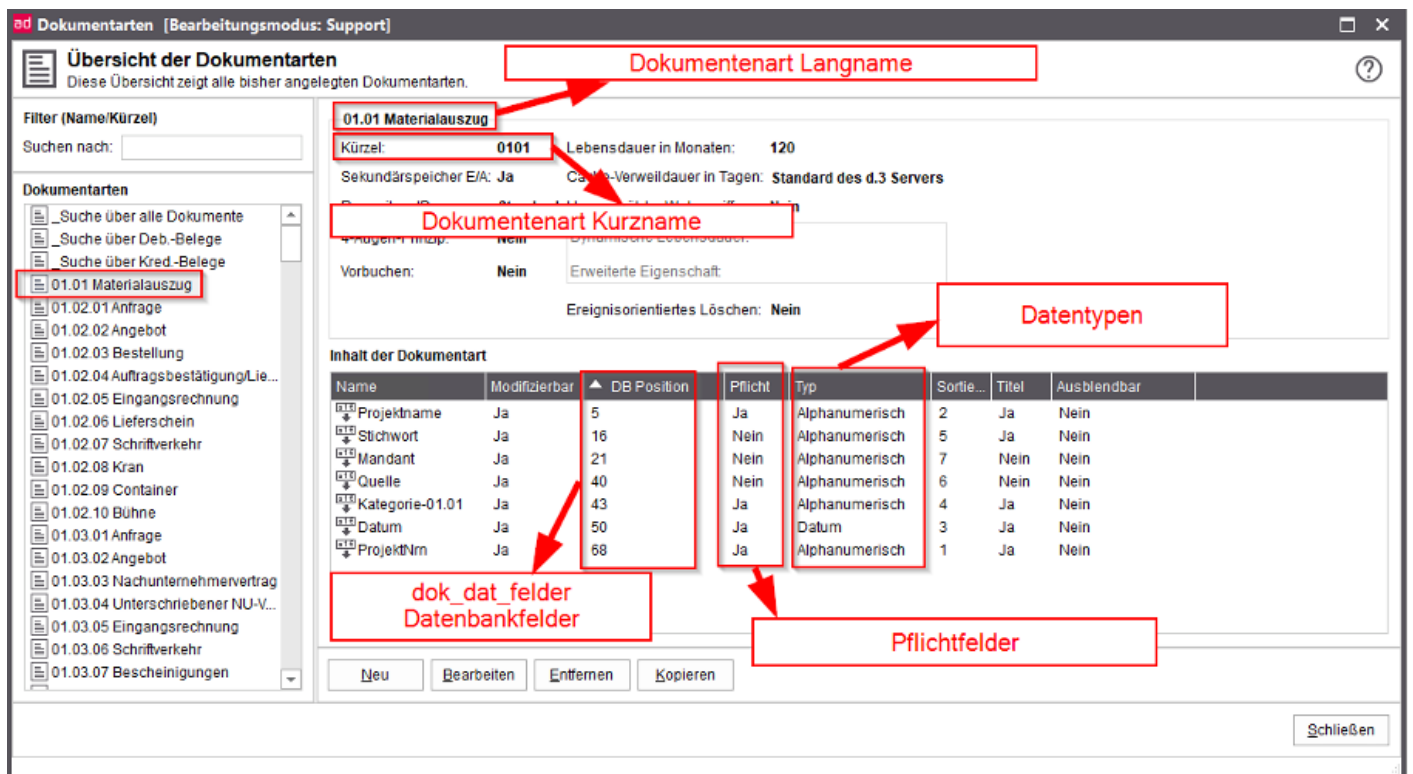 ad Dokumentarten [Bearbeitungsmodus: Support]
Übersicht der Dokumentarten
Diese Übersicht zeigt alle bisher angelegten Dokumentarten.
Dokumentenart Langname
Filter (Name/Kürzel)
Suchen nach:
Dokumentarten
_Suche über alle Dokumente
_Suche über Deb.-Belege
_Suche über Kred.-Belege
01.01 Materialauszug
01.02.01 Anfrage
01.02.02 Angebot
01.02.03 Bestellung
01.02.04 Auftragsbestätigung/Lie...
01.02.05 Eingangsrechnung
01.02.06 Lieferschein
01.02.07 Schriftverkehr
01.02.08 Kran
01.02.09 Container
01.02.10 Bühne
01.03.01 Anfrage
01.03.02 Angebot
01.03.03 Nachunternehmervertrag
01.03.04 Unterschriebener NU-V...
01.03.05 Eingangsrechnung
01.03.06 Schriftverkehr
01.03.07 Bescheinigungen
01.01 Materialauszug
Kürzel: 0101 Lebensdauer in Monaten: 120
Sekundärspeicher E/A: Ja Cache-Verweildauer in Tagen: Standard des d.3 Servers
Nein
Dokumentenart Kurzname
4-Augen-Prinzip: Nein Dynamische Lebensdauer:
Vorbuchen: Nein Erweiterte Eigenschaft:
Ereignisorientiertes Löschen: Nein
Datentypen
Inhalt der Dokumentart
Name Modifizierbar DB Position Pflicht Typ Sortie... Titel Ausblendbar
Projektname Ja 5 Ja Alphanumerisch 2 Ja Nein
Stichwort Ja 16 Nein Alphanumerisch 5 Ja Nein
Mandant Ja 21 Nein Alphanumerisch 7 Nein Nein
Quelle Ja 40 Nein Alphanumerisch 6 Nein Nein
Kategorie-01.01 Ja 43 Ja Alphanumerisch 4 Ja Nein
Datum Ja 50 Ja Datum 3 Ja Nein
ProjektNrn Ja 68 Ja Alphanumerisch 1 Ja Nein
dok_dat_felder
Datenbankfelder
Pflichtfelder
Neu Bearbeiten Entfernen Kopieren
Schließen